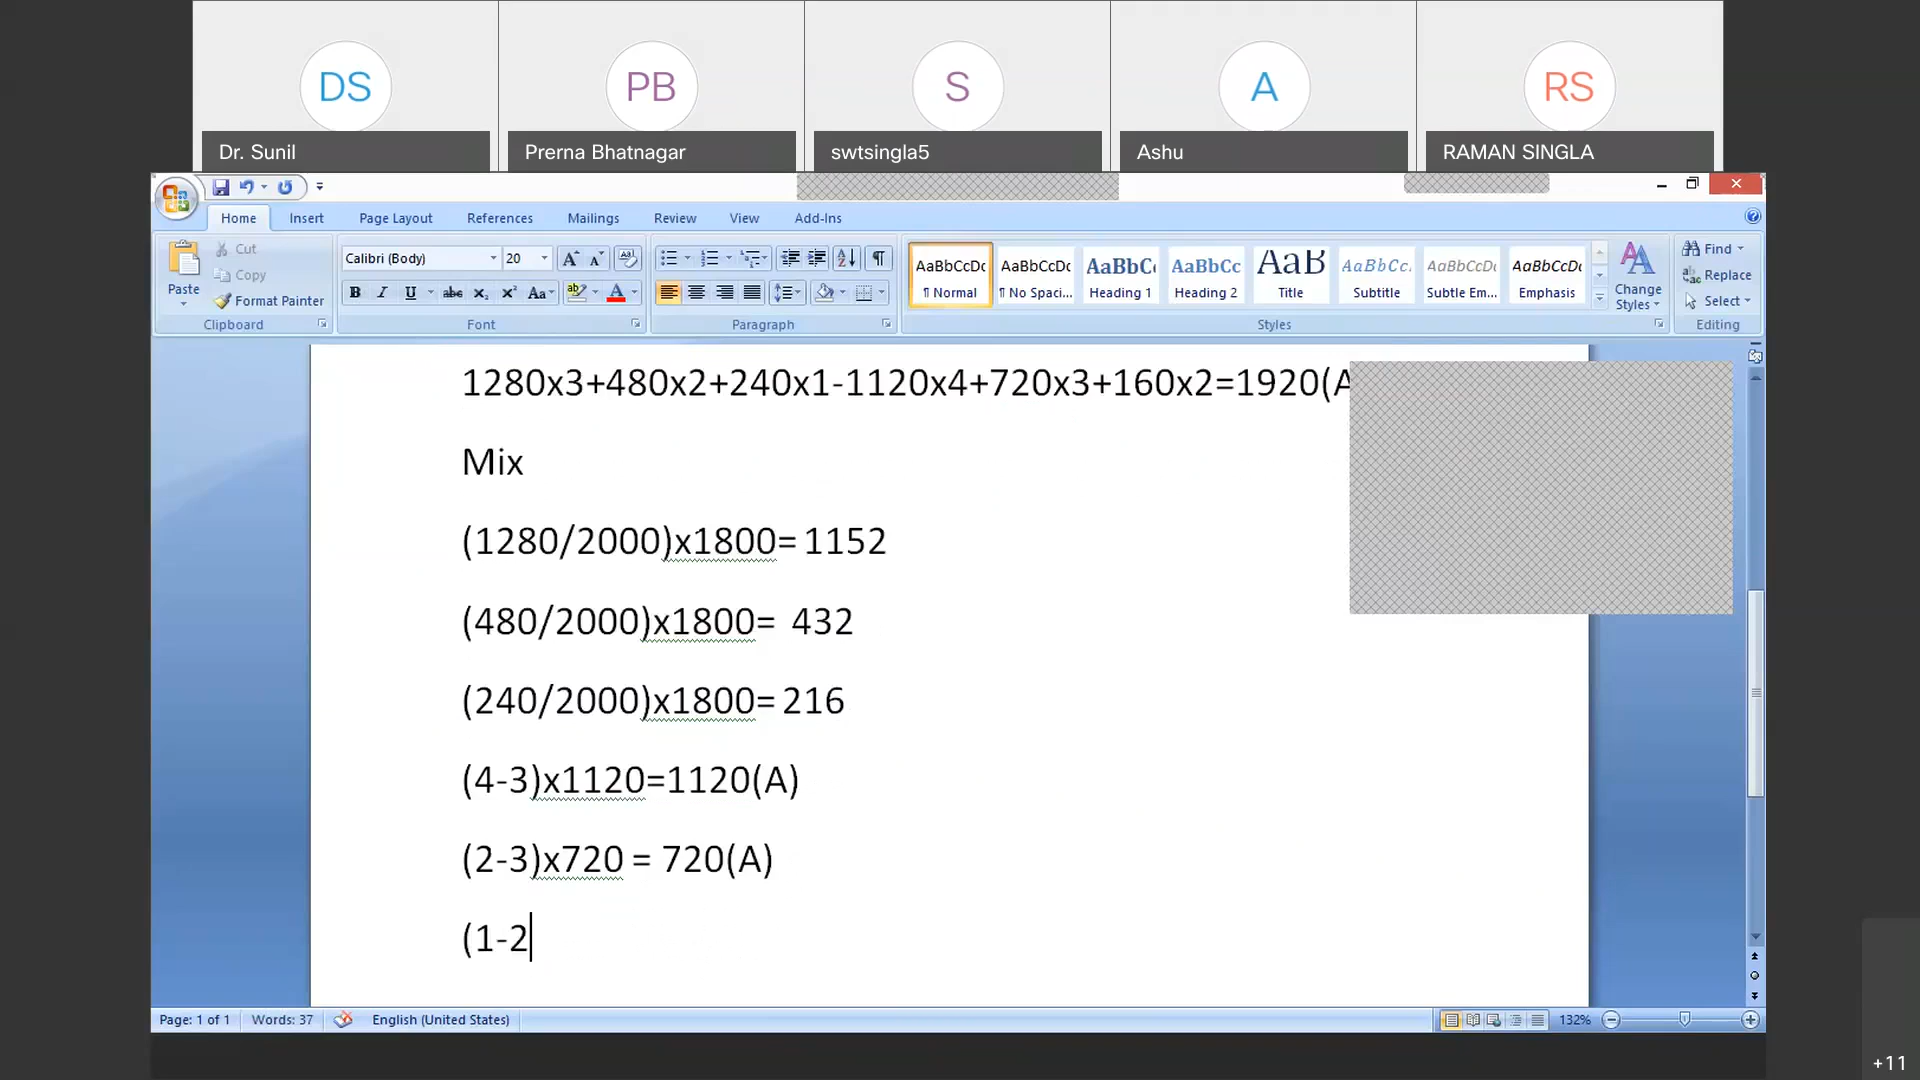 DS
PB
S
A
RS
Dr. Sunil
Prerna Bhatnagar
swtsingla5
Ashu
RAMAN SINGLA
Home
Insert
Page Layout
References
Mailings
Review
View
Add-Ins
Paste
Cut
Copy
Format Painter
Clipboard
Calibri (Body)
20
Font
Paragraph
AaBbCcDc
¶ Normal
AaBbCcDc
¶ No Spaci...
AaBbC(
Heading 1
AaBbCc
Heading 2
AaB
Title
AaBbCc.
Subtitle
AaBbCcDc
Subtle Em...
AaBbCcDc
Emphasis
Change
Styles
Styles
Find
Replace
Select
Editing
1280x3+480x2+240x1-1120x4+720x3+160x2=1920(A
Mix
(1280/2000)x1800= 1152
(480/2000)x1800= 432
(240/2000)x1800= 216
(4-3)x1120=1120(A)
(2-3)x720 = 720(A)
(1-2
Page: 1 of 1
Words: 37
English (United States)
132%
+11